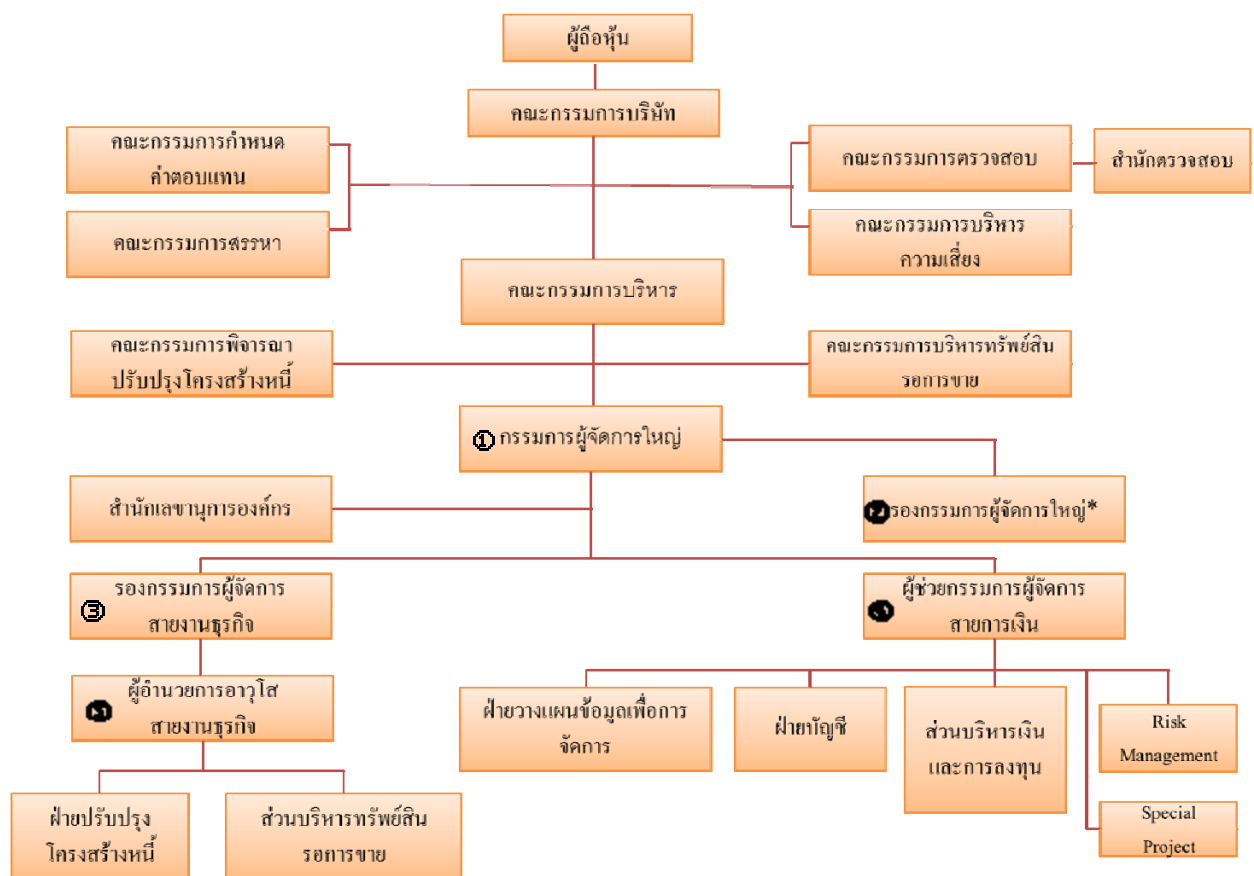 ผู้ถือหุ้น
คณะกรรมการบริษัท
คณะกรรมการกำหนด
ค่าตอบแทน
คณะกรรมการตรวจสอบ
สำนักตรวจสอบ
คณะกรรมการสรรหา
คณะกรรมการบริหาร
ความเสี่ยง
คณะกรรมการบริหาร
คณะกรรมการพิจารณา
ปรับปรุงโครงสร้างหนี้
คณะกรรมการบริหารทรัพย์สิน
รอการขาย
① กรรมการผู้จัดการใหญ่
สำนักเลขานุการองค์กร
รองกรรมการผู้จัดการใหญ่*
③ รองกรรมการผู้จัดการ
สายงานธุรกิจ
ผู้ช่วยกรรมการผู้จัดการ
สายการเงิน
ผู้อำนวยการอาวุโส
สายงานธุรกิจ
ฝ่ายวางแผนข้อมูลเพื่อการ
จัดการ
ฝ่ายบัญชี
ส่วนบริหารเงิน
และการลงทุน
Risk
Management
ฝ่ายปรับปรุง
โครงสร้างหนี้
ส่วนบริหารทรัพย์สิน
รอการขาย
Special
Project